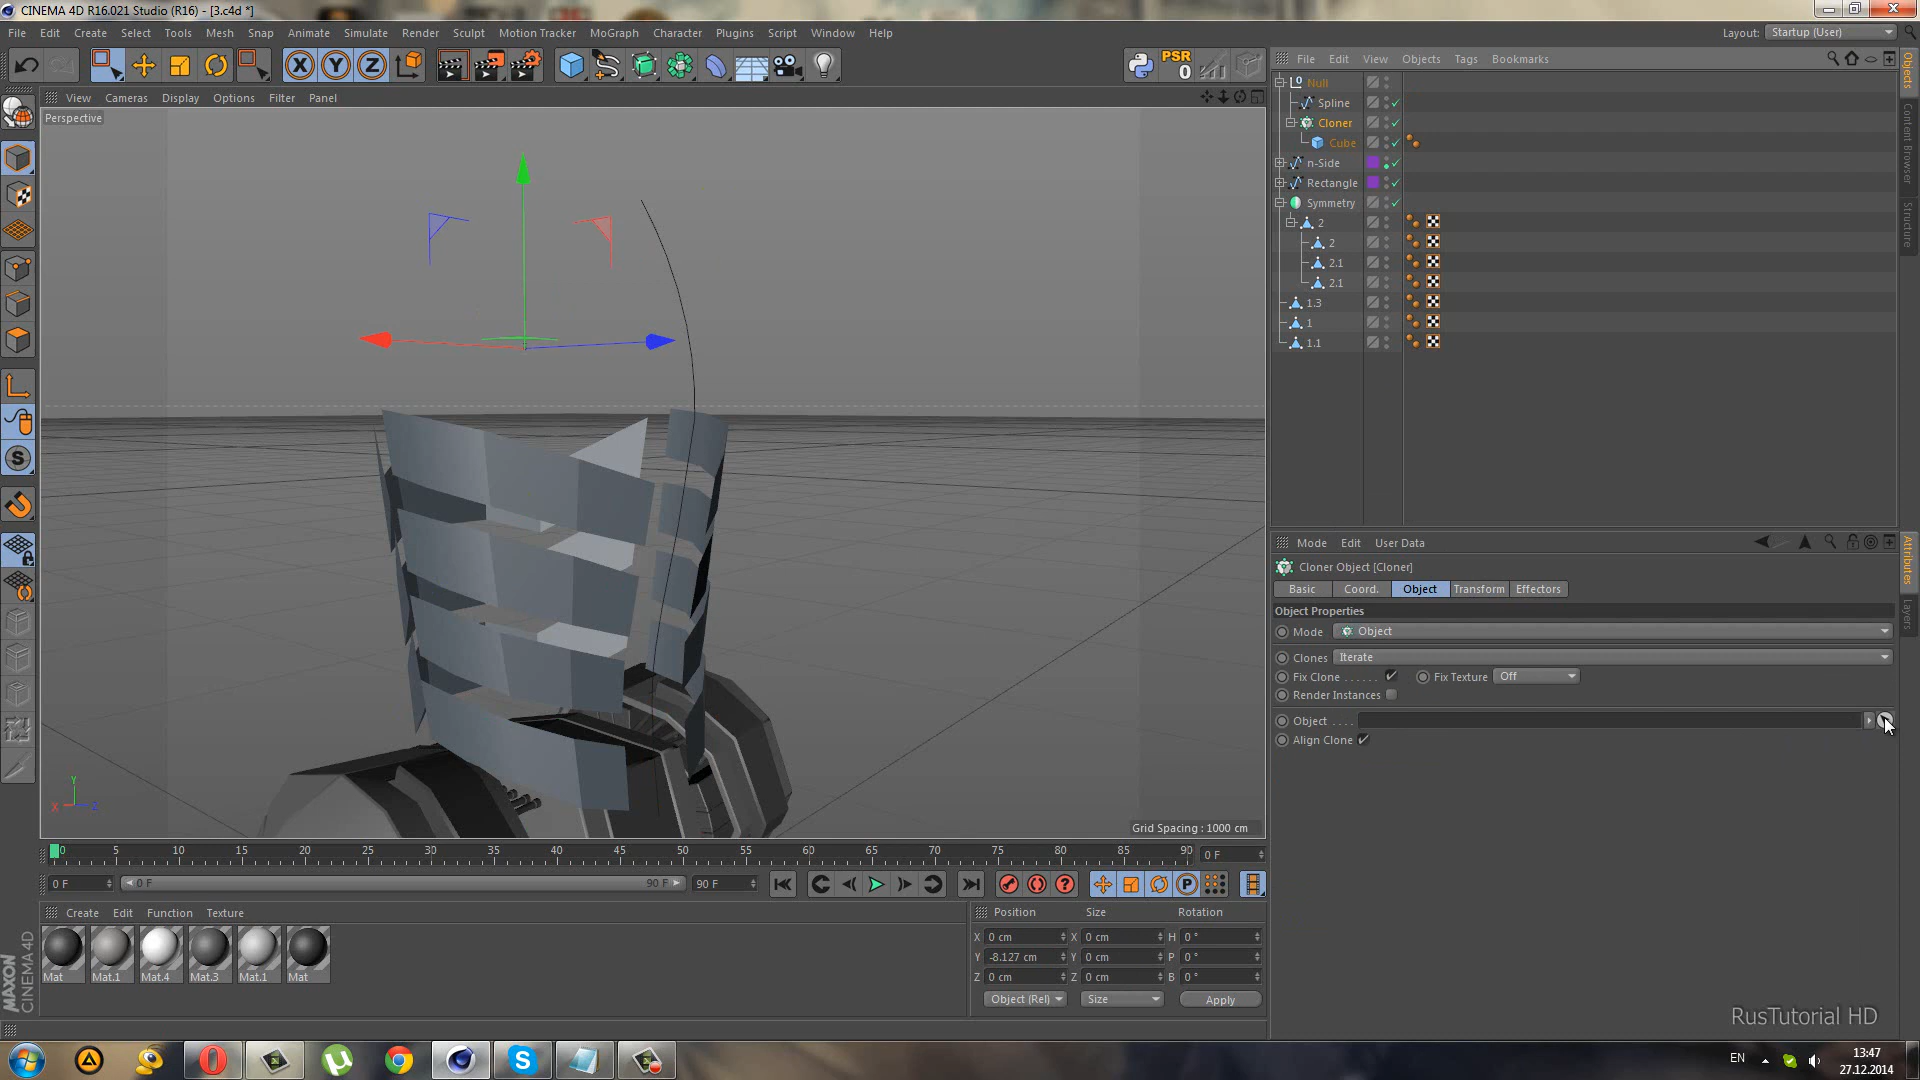 CINEMA 4D R16.021 Studio (R16) - [3.c4d *]
File Edit Create Select Tools Mesh Snap Animate Simulate Render Sculpt Motion Tracker MoGraph Character Plugins Script Window Help
Layout: Startup (User)
PSR
0
File Edit View Objects Tags Bookmarks
View Cameras Display Options Filter Panel
Perspective
Null
Spline
Cloner
Cube
n-Side
Rectangle
Symmetry
2
2
2.1
2.1
1.3
1
1.1
Objects
Content Browser
Structure
Mode Edit User Data
Cloner Object [Cloner]
Basic Coord. Object Transform Effectors
Object Properties
Mode Object
Clones Iterate
Fix Clone Fix Texture Off
Render Instances
Object
Align Clone
Attributes
Layers
Y
X Z
Grid Spacing : 1000 cm
0 5 10 15 20 25 30 35 40 45 50 55 60 65 70 75 80 85 90
0 F
0 F 0 F 90 F 90 F
Create Edit Function Texture
Mat Mat.1 Mat.4 Mat.3 Mat.1 Mat
MAXON
CINEMA 4D
Position Size Rotation
X 0 cm X 0 cm H 0 °
Y -8.127 cm Y 0 cm P 0 °
Z 0 cm Z 0 cm B 0 °
Object (Rel) Size Apply
RusTutorial HD
EN
13:47
27.12.2014